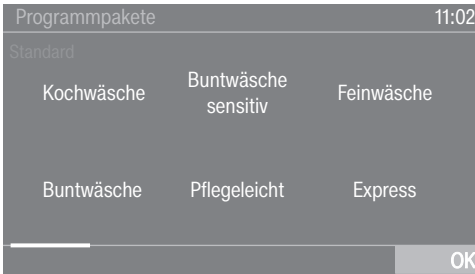 Programmpakete 11:02
Standard
Kochwäsche
Buntwäsche
sensitiv
Feinwäsche
Buntwäsche Pflegeleicht Express
OK